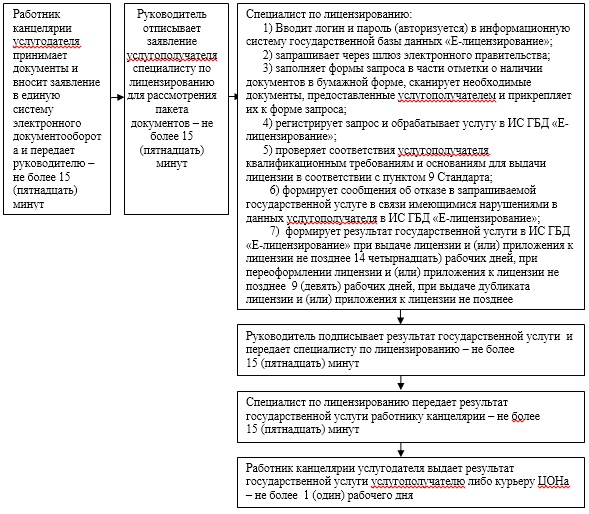 Работник
канцелярии
услугодателя
принимает
документы и
вносит заявление
в единую
систему
электронного
документооборот
а и передает
руководителю –
не более 15
(пятнадцать)
минут
Руководитель
отписывает
заявление
услугополучателя
специалисту по
лицензированию
для рассмотрения
пакета
документов – не
более 15
(пятнадцать)
минут
Специалист по лицензированию:
1) Вводит логин и пароль (авторизуется) в информационную
систему государственной базы данных «Е-лицензирование»;
2) запрашивает через шлюз электронного правительства;
3) заполняет формы запроса в части отметки о наличии
документов в бумажной форме, сканирует необходимые
документы, предоставленные услугополучателем и прикрепляет
их к форме запроса;
4) регистрирует запрос и обрабатывает услугу в ИС ГБД «Е-
лицензирование»;
5) проверяет соответствия услугополучателя
квалификационным требованиям и основаниям для выдачи
лицензии в соответствии с пунктом 9 Стандарта;
6) формирует сообщения об отказе в запрашиваемой
государственной услуге в связи имеющимися нарушениями в
данных услугополучателя в ИС ГБД «Е-лицензирование»;
7) формирует результат государственной услуги в ИС ГБД
«Е-лицензирование» при выдаче лицензии и (или) приложения к
лицензии не позднее 14 четырнадцать) рабочих дней, при
переоформлении лицензии и (или) приложения к лицензии не
позднее 9 (девять) рабочих дней, при выдаче дубликата
лицензии и (или) приложения к лицензии не позднее
Руководитель подписывает результат государственной услуги и
передает специалисту по лицензированию – не более
15 (пятнадцать) минут
Специалист по лицензированию передает результат
государственной услуги работнику канцелярии – не более
15 (пятнадцать) минут
Работник канцелярии услугодателя выдает результат
государственной услуги услугополучателю либо курьеру ЦОНа
– не более 1 (один) рабочего дня